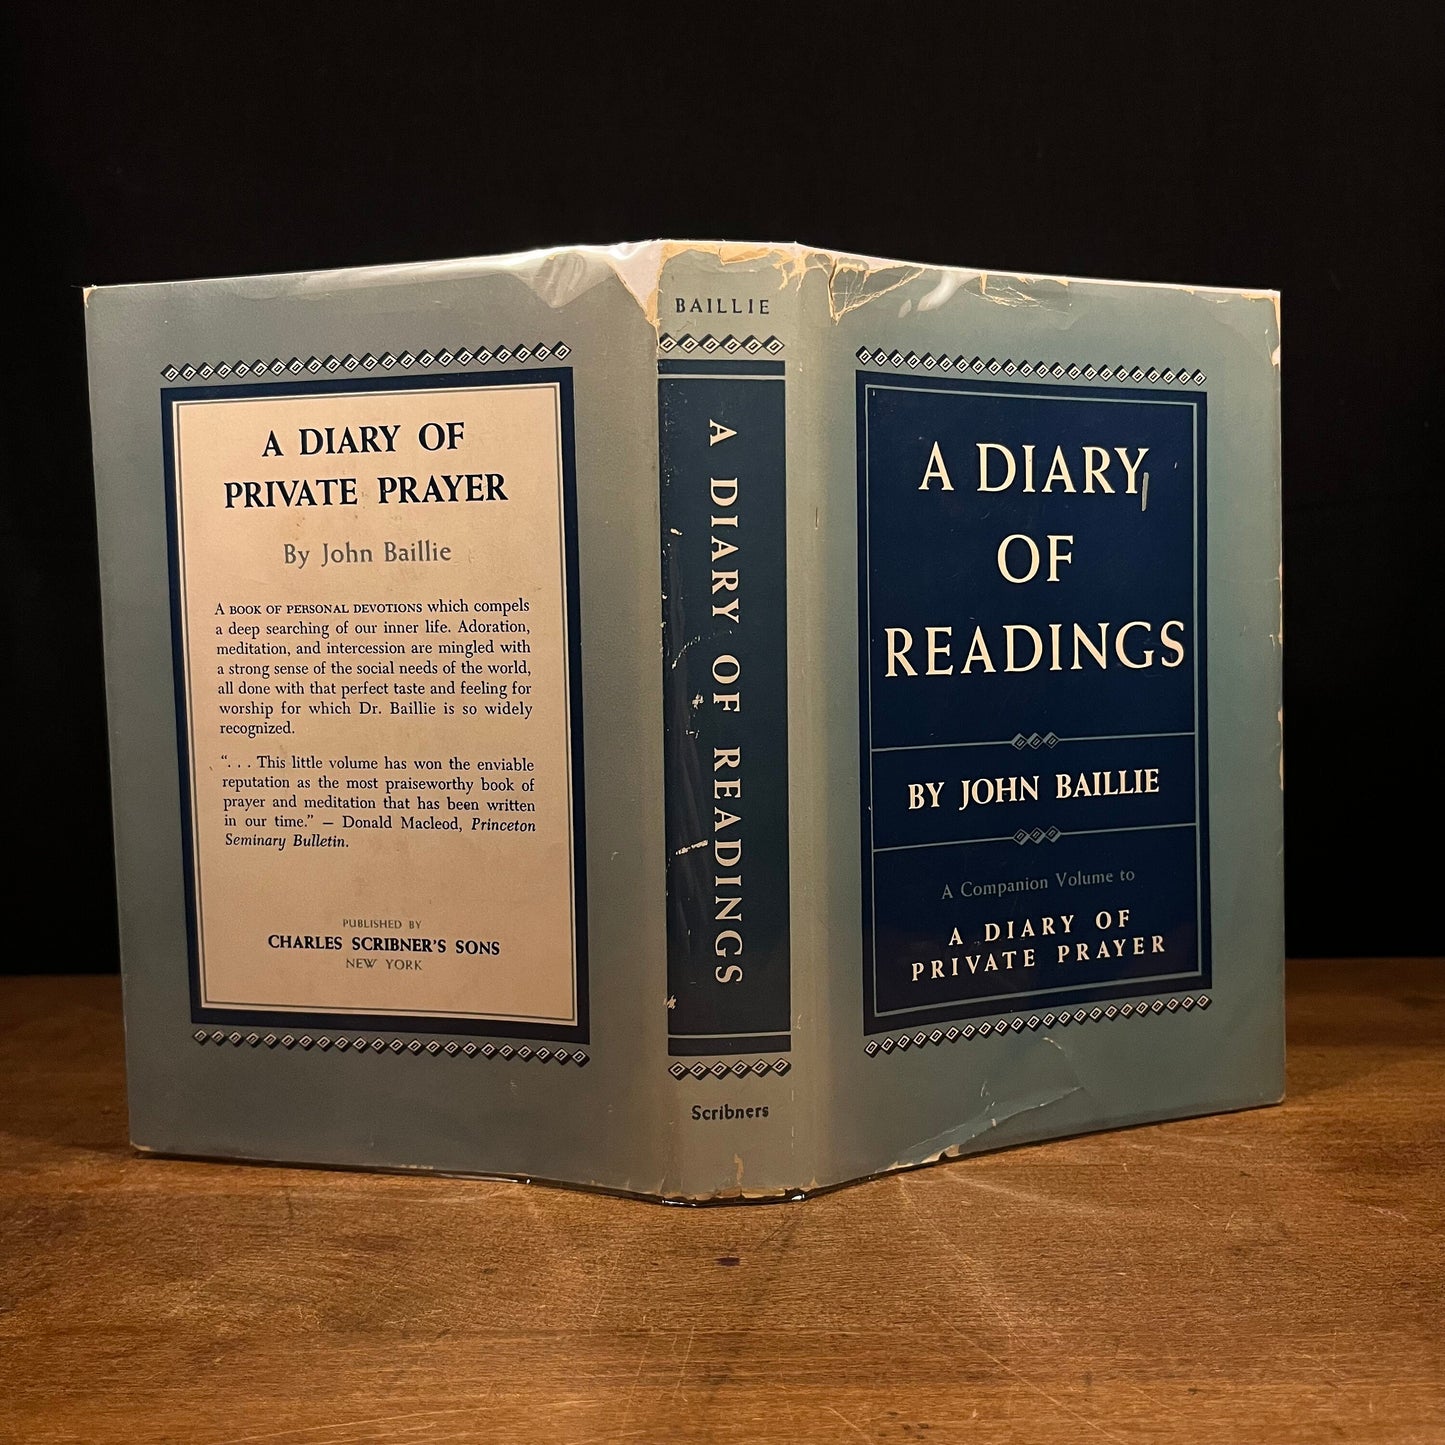 A DIARY OF
PRIVATE PRAYER
By John Baillie
A BOOK OF PERSONAL DEVOTIONS which compels
a deep searching of our inner life. Adoration,
meditation, and intercession are mingled with
a strong sense of the social needs of the world,
all done with that perfect taste and feeling for
worship for which Dr. Baillie is so widely
recognized.
“. . . This little volume has won the enviable
reputation as the most praiseworthy book of
prayer and meditation that has been written
in our time.” — Donald Macleod, Princeton
Seminary Bulletin.
PUBLISHED BY
CHARLES SCRIBNER'S SONS
NEW YORK
BAILLIE
A DIARY OF READINGS
Scribners
A DIARY
OF
READINGS
BY JOHN BAILLIE
A Companion Volume to
A DIARY OF
PRIVATE PRAYER